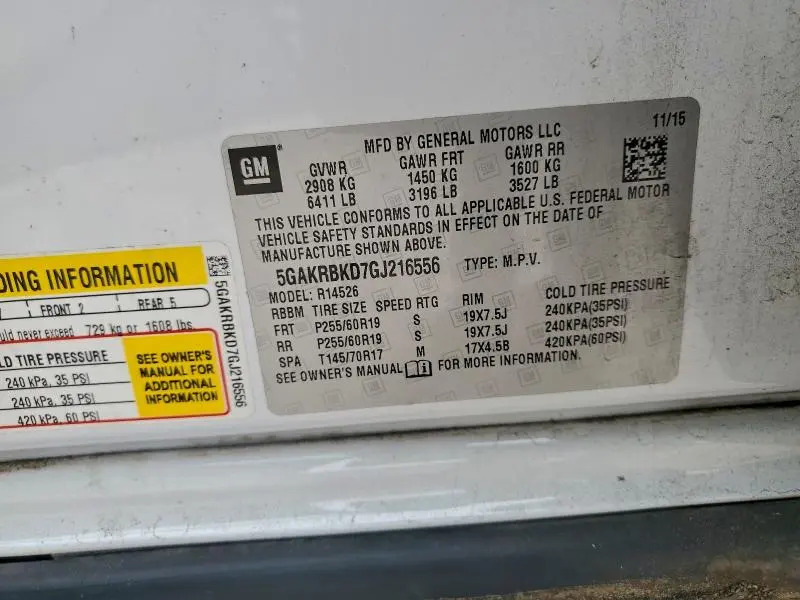 11/15
MFD BY GENERAL MOTORS LLC
GM
GVWR GAWR FRT GAWR RR
2908 KG 1450 KG 1600 KG
6411 LB 3196 LB 3527 LB
THIS VEHICLE CONFORMS TO ALL APPLICABLE U.S. FEDERAL MOTOR
VEHICLE SAFETY STANDARDS IN EFFECT ON THE DATE OF
MANUFACTURE SHOWN ABOVE.
5GAKRBKD7GJ216556 TYPE: M.P.V.
MODEL: R14526
RBBM TIRE SIZE SPEED RTG RIM COLD TIRE PRESSURE
FRT P255/60R19 S 19X7.5J 240KPA(35PSI)
RR P255/60R19 S 19X7.5J 240KPA(35PSI)
SPA T145/70R17 M 17X4.5B 420KPA(60PSI)
SEE OWNER'S MANUAL FOR MORE INFORMATION.
DING INFORMATION
FRONT 2 REAR 5
uld never exceed 729 kg or 1608 lbs.
LD TIRE PRESSURE
240 kPa, 35 PSI
240 kPa, 35 PSI
420 kPa, 60 PSI
SEE OWNER'S
MANUAL FOR
ADDITIONAL
INFORMATION
5GAKRBKD7GJ216556